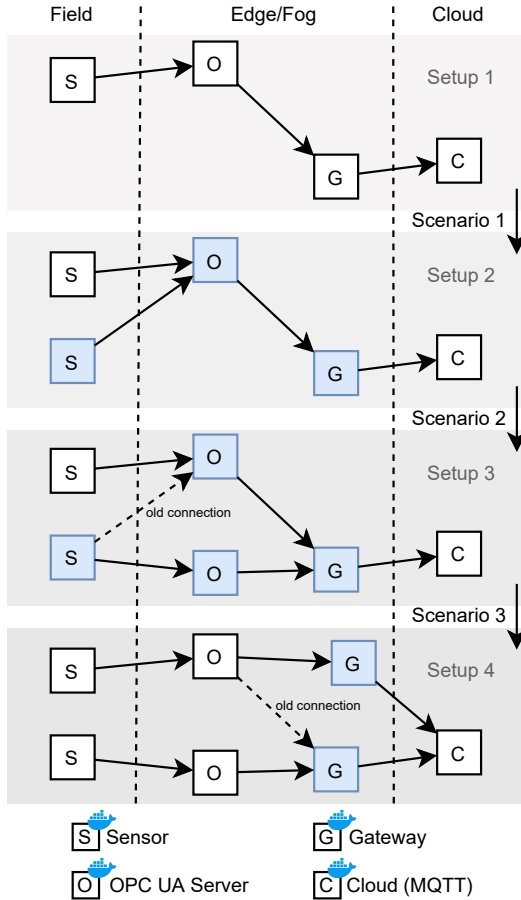 Field Edge/Fog Cloud
S O Setup 1
G C
Scenario 1
S O Setup 2
S G C
Scenario 2
S O Setup 3
old connection
S O G C
Scenario 3
S O G Setup 4
old connection
S O G C
S Sensor G Gateway
O OPC UA Server C Cloud (MQTT)